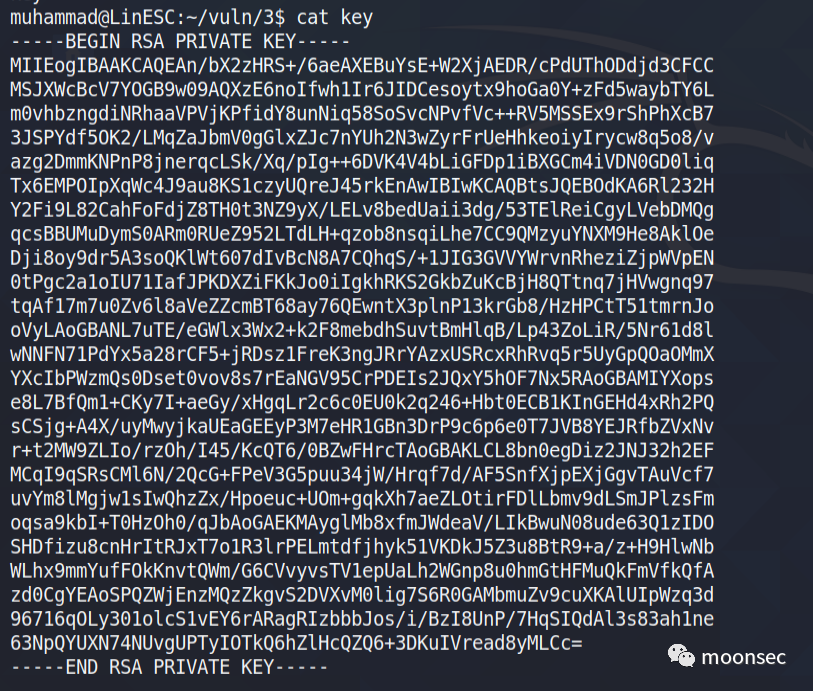 muhammad@LinESC:~/vuln/3$ cat key
-----BEGIN RSA PRIVATE KEY-----
MIIEogIBAAKCAQEAn/bX2zHRS+/6aeAXEBuYsE+W2XjAEDR/cPdUThODdjd3CFCC
MSJXWcBcV7YOGB9w09AQXzE6noIfwh1Ir6JIDCesoytx9hoGa0Y+zFd5waybTY6L
m0vhbzngdiNRhaaVPVjKPfidY8unNiq58SoSvcNPvfVc++RV5MSSEx9rShPhXcB7
3JSPYdf5OK2/LMqZaJbmV0gGlxZJc7nYUh2N3wZyrFrUeHhkeoiyIrycw8q5o8/v
azg2DmmKNPnP8jnerqcLSk/Xq/pIg++6DVK4V4bLiGFDp1iBXGCm4iVDN0GD0liq
Tx6EMPOIpXqWc4J9au8KS1czyUQreJ45rkEnAwIBIwKCAQBtsJQEBOdKA6Rl232H
Y2Fi9L82CahFoFdjZ8TH0t3NZ9yX/LELv8bedUaii3dg/53TElReiCgyLVebDMQg
qcsBBUMuDymS0ARm0RUeZ952LTdLH+qzob8nsqiLhe7CC9QMzyuYNXM9He8AklOe
Dji8oy9dr5A3soQKlWt607dIvBcN8A7CQhqS/+1JIG3GVVYWrvnRheziZjpWVpEN
0tPgc2a1oIU71IafJPKDXZiFKkJo0iIgkhRKS2GkbZuKcBjH8QTtnq7jHVwgnq97
tqAf17m7u0Zv6l8aVeZZcmBT68ay76QEwntX3plnP13krGb8/HzHPCtT51tmrnJo
oVyLAoGBANL7uTE/eGWlx3Wx2+k2F8mebdhSuvtBmHlqB/Lp43ZoLiR/5Nr61d8l
wNNFN71PdYx5a28rCF5+jRDsz1FreK3ngJRrYAzxUSRcxRhRvq5r5UyGpQOaOMmX
YXcIbPWzmQs0Dset0vov8s7rEaNGV95CrPDEIs2JQxY5hOF7Nx5RAoGBAMIYXops
e8L7BfQm1+CKy7I+aeGy/xHgqLr2c6c0EU0k2q246+Hbt0ECB1KInGEHd4xRh2PQ
sCSjg+A4X/uyMwyjkaUEaGEEyP3M7eHR1GBn3DrP9c6p6e0T7JVB8YEJRfbZVxNv
r+t2MW9ZLIo/rzOh/I45/KcQT6/0BZwFHrcTAoGBAKLCL8bn0egDiz2JNJ32h2EF
MCqI9qSRsCMl6N/2QcG+FPeV3G5puu34jW/Hrqf7d/AF5SnfXjpEXjGgvTAuVcf7
uvYm8lMgjw1sIwQhzZx/Hpoeuc+UOm+gqkXh7aeZLOtirFDlLbmv9dLSmJPlzsFm
oqsa9kbI+T0HzOh0/qJbAoGAEKMAyglMb8xfmJWdeaV/LIkBwuN08ude63Q1zIDO
SHDfizu8cnHrItRJxT7o1R3lrPELmtdfjhyk51VKDkJ5Z3u8BtR9+a/z+H9HlwNb
WLhx9mmYufFOkKnvtQWm/G6CVvyvsTV1epUaLh2WGnp8u0hmGtHFMuQkFmVfkQfA
zd0CgYEAoSPQZWjEnzMQzZkgvS2DVXvM0lig7S6R0GAMbmuZv9cuXKAlUIpWzq3d
96716qOLy301olcS1vEY6rARagRIzbbbJos/i/BzI8UnP/7HqSIQdAl3s83ah1ne
63NpQYUXN74NUvgUPTyIOTkQ6hZlHcQZQ6+3DKuIVread8yMLCc=
-----END RSA PRIVATE KEY-----
moonsec